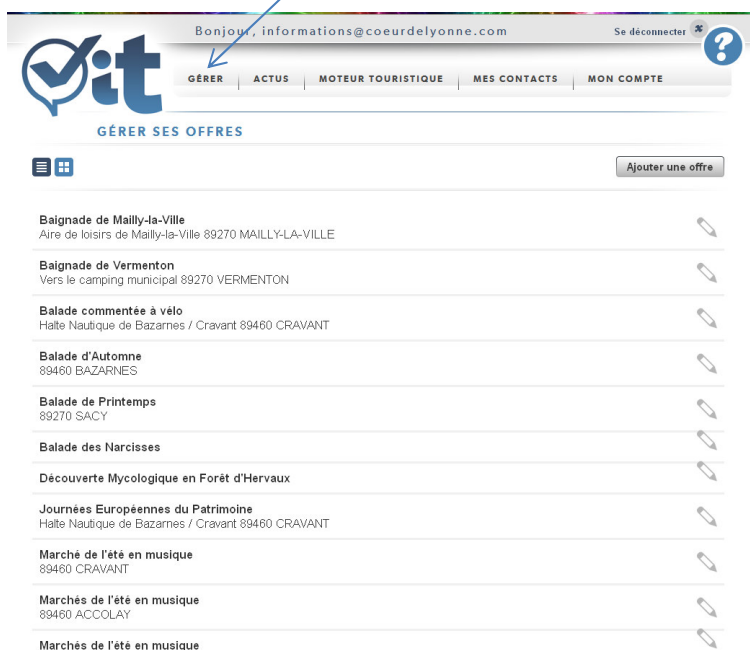 Bonjour, informations@coeurdelyonne.com
Se déconnecter x
?
Vit
GÉRER
ACTUS
MOTEUR TOURISTIQUE
MES CONTACTS
MON COMPTE
GÉRER SES OFFRES
Ajouter une offre
Baignade de Mailly-la-Ville
Aire de loisirs de Mailly-la-Ville 89270 MAILLY-LA-VILLE
Baignade de Vermenton
Vers le camping municipal 89270 VERMENTON
Balade commentée à vélo
Halte Nautique de Bazarnes / Cravant 89460 CRAVANT
Balade d'Automne
89460 BAZARNES
Balade de Printemps
89270 SACY
Balade des Narcisses
Découverte Mycologique en Forêt d'Hervaux
Journées Européennes du Patrimoine
Halte Nautique de Bazarnes / Cravant 89460 CRAVANT
Marché de l'été en musique
89460 CRAVANT
Marchés de l'été en musique
89460 ACCOLAY
Marchés de l'été en musique